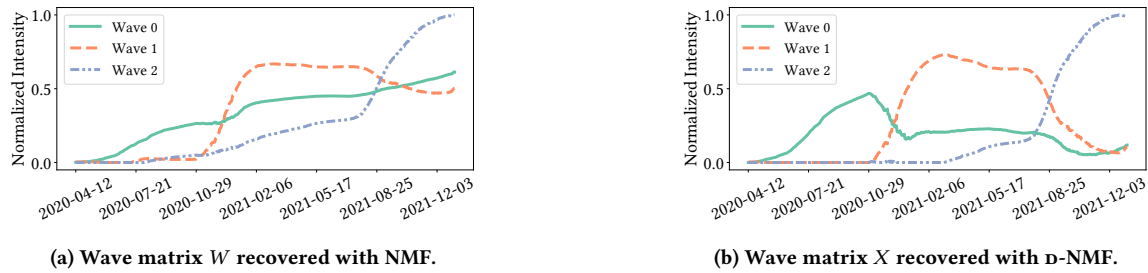 Normalized Intensity
1.0
0.5
0.0
Wave 0
Wave 1
Wave 2
2020-04-12
2020-07-21
2020-10-29
2021-02-06
2021-05-17
2021-08-25
2021-12-03
(a) Wave matrix W recovered with NMF.
Normalized Intensity
1.0
0.5
0.0
Wave 0
Wave 1
Wave 2
2020-04-12
2020-07-21
2020-10-29
2021-02-06
2021-05-17
2021-08-25
2021-12-03
(b) Wave matrix X recovered with D-NMF.